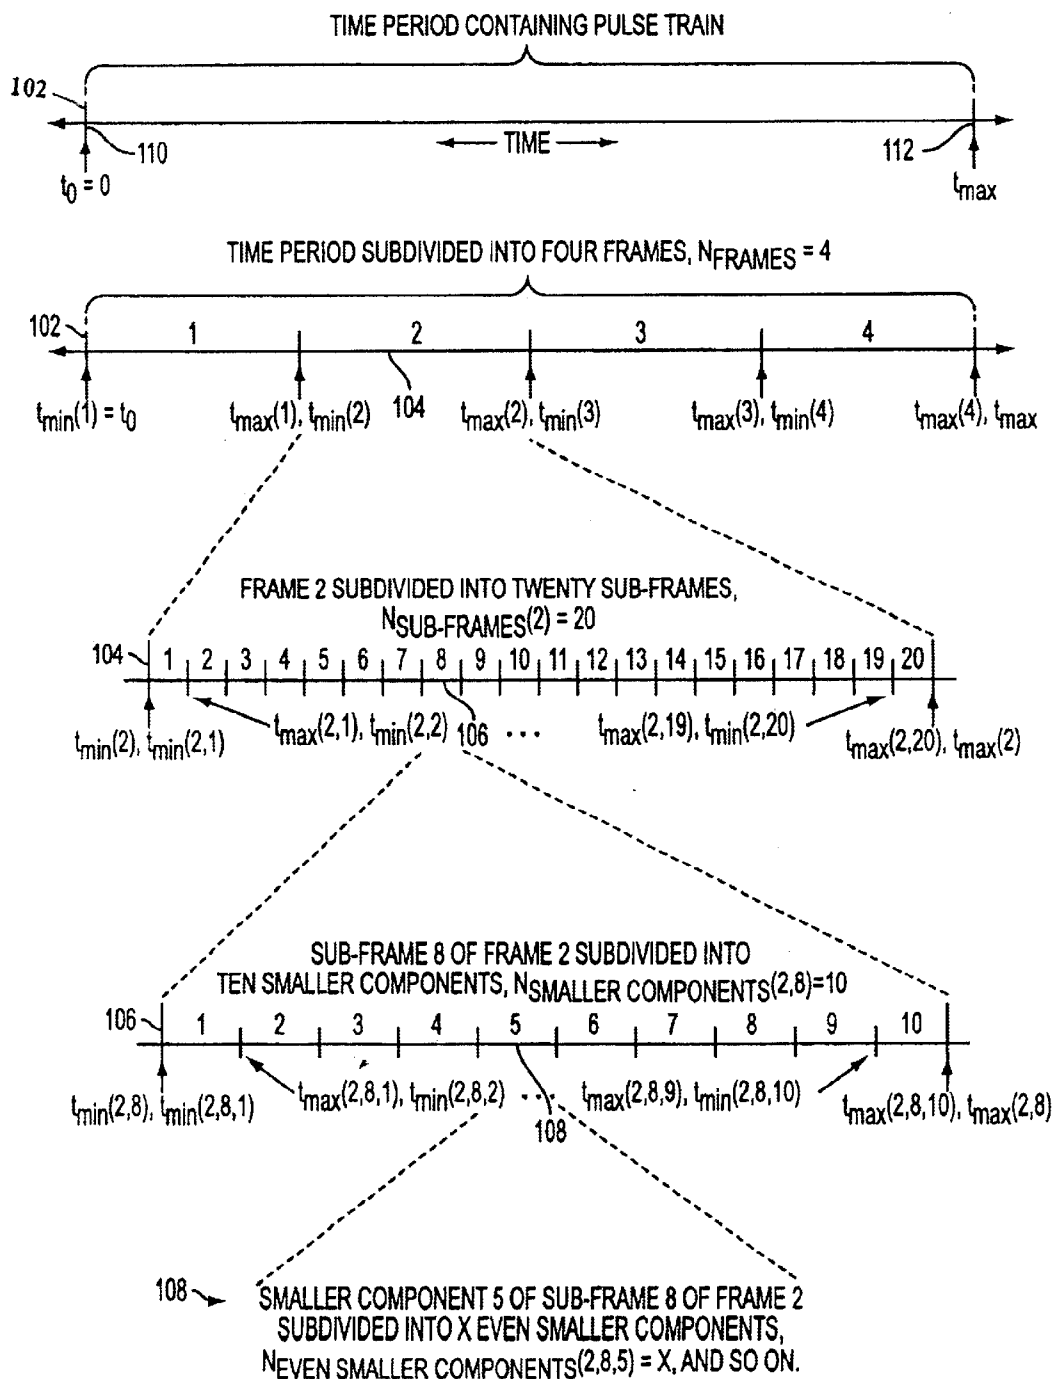 TIME PERIOD CONTAINING PULSE TRAIN
102
110
TIME
112
t0 = 0
tmax
TIME PERIOD SUBDIVIDED INTO FOUR FRAMES, NFRAMES = 4
102
1 2 3 4
tmin(1) = t0
tmax(1), tmin(2)
104
tmax(2), tmin(3)
tmax(3), tmin(4)
tmax(4), tmax
FRAME 2 SUBDIVIDED INTO TWENTY SUB-FRAMES,
NSUB-FRAMES(2) = 20
104
1 2 3 4 5 6 7 8 9 10 11 12 13 14 15 16 17 18 19 20
tmin(2), tmin(2,1)
tmax(2,1), tmin(2,2)
106
...
tmax(2,19), tmin(2,20)
tmax(2,20), tmax(2)
SUB-FRAME 8 OF FRAME 2 SUBDIVIDED INTO
TEN SMALLER COMPONENTS, NSMALLER COMPONENTS(2,8)=10
106
1 2 3 4 5 6 7 8 9 10
tmin(2,8), tmin(2,8,1)
tmax(2,8,1), tmin(2,8,2)
...
108
tmax(2,8,9), tmin(2,8,10)
tmax(2,8,10), tmax(2,8)
108
SMALLER COMPONENT 5 OF SUB-FRAME 8 OF FRAME 2
SUBDIVIDED INTO X EVEN SMALLER COMPONENTS,
NEVEN SMALLER COMPONENTS(2,8,5) = X, AND SO ON.